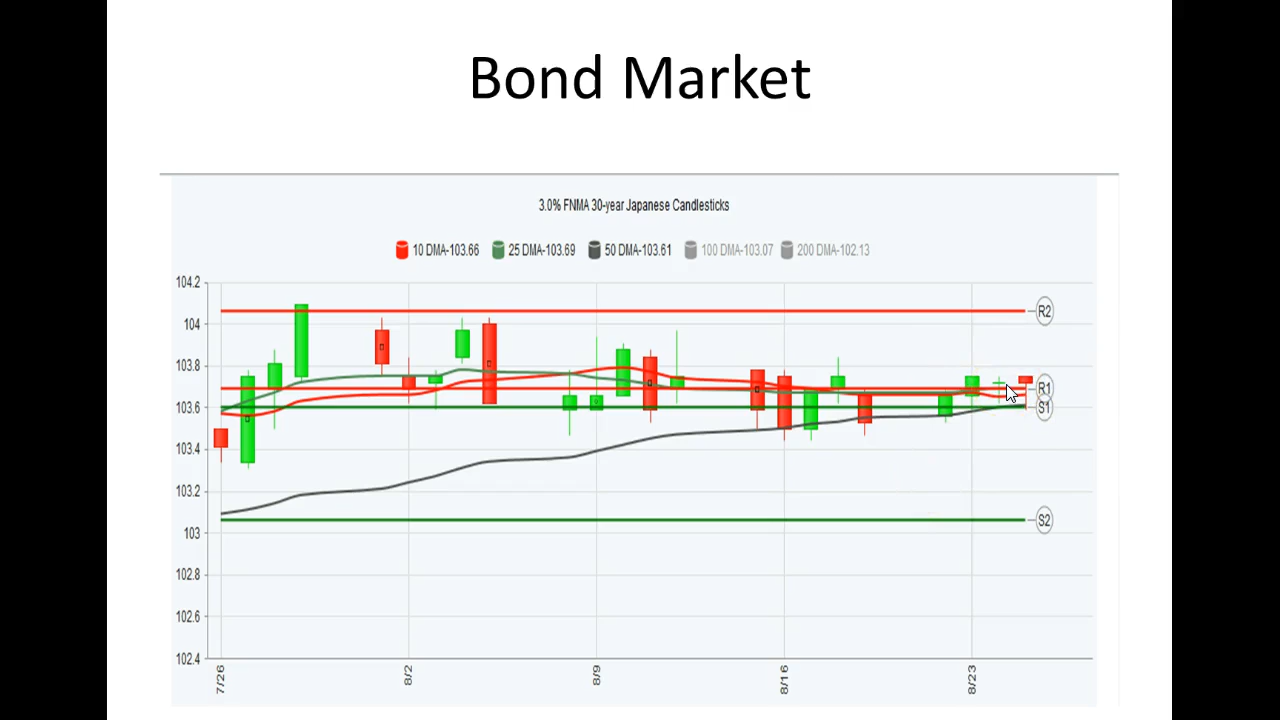 Bond Market
3.0% FNMA 30-year Japanese Candlesticks
10 DMA-103.66 25 DMA-103.69 50 DMA-103.61 100 DMA-103.07 200 DMA-102.13
104.2
R2
104
103.8
R1
103.6
S1
103.4
103.2
S2
103
102.8
102.6
102.4
7/26 8/2 8/9 8/16 8/23